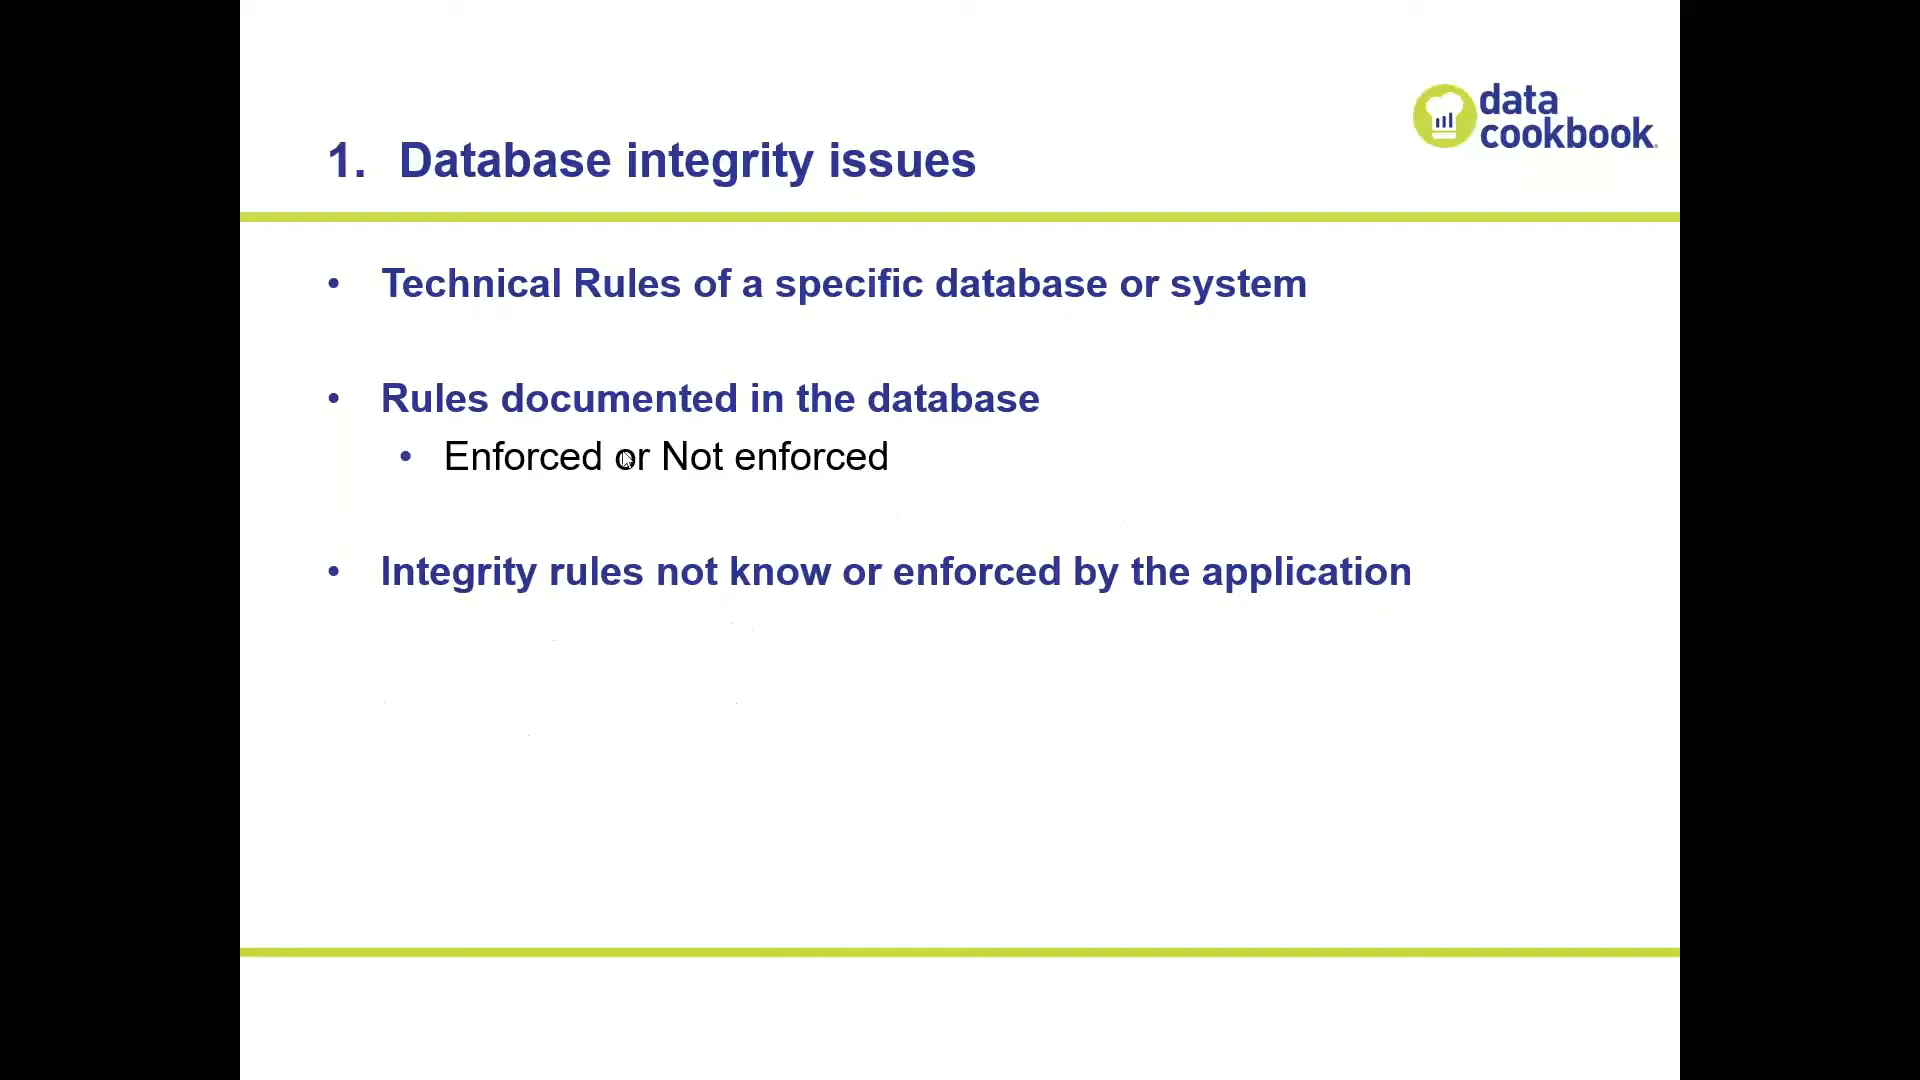 data
cookbook.
1. Database integrity issues
• Technical Rules of a specific database or system
• Rules documented in the database
• Enforced or Not enforced
• Integrity rules not know or enforced by the application